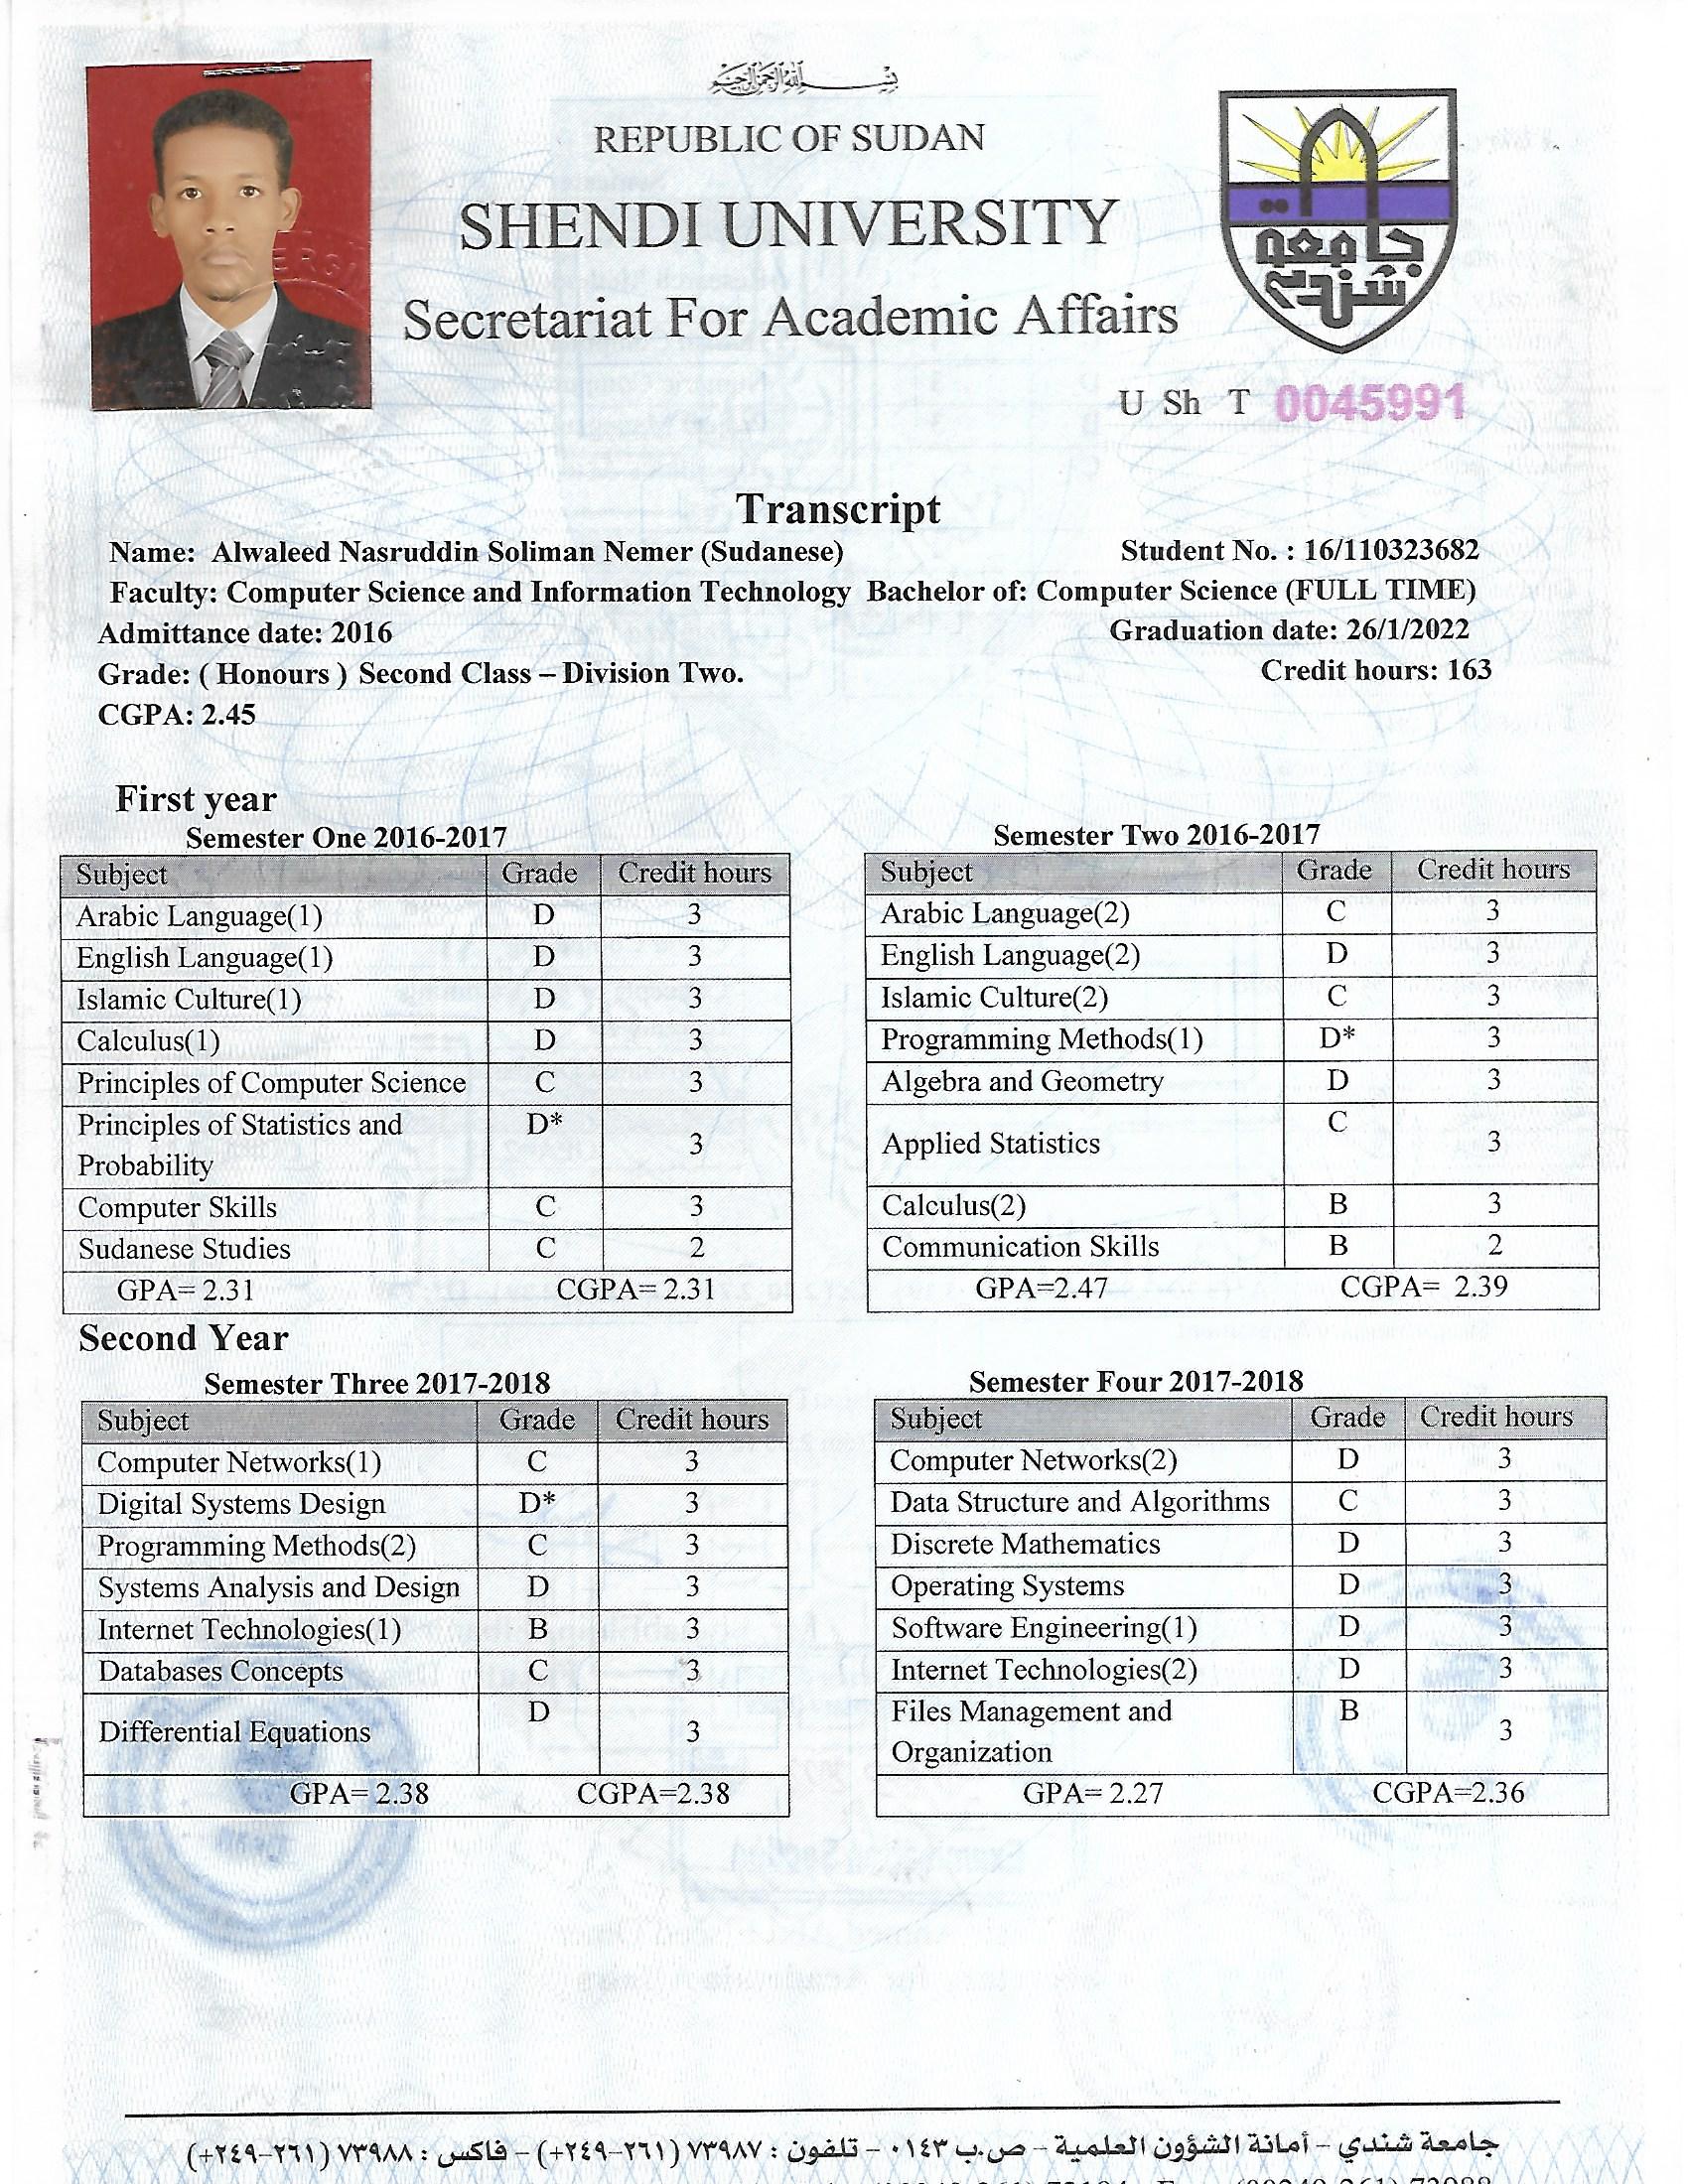 بسم الله الرحمن الرحيم
REPUBLIC OF SUDAN
SHENDI UNIVERSITY
Secretariat For Academic Affairs
جامعة شندي
U Sh T 0045991
Transcript
Name: Alwaleed Nasruddin Soliman Nemer (Sudanese) Student No. : 16/110323682
Faculty: Computer Science and Information Technology Bachelor of: Computer Science (FULL TIME)
Admittance date: 2016 Graduation date: 26/1/2022
Grade: ( Honours ) Second Class – Division Two. Credit hours: 163
CGPA: 2.45
First year
Semester One 2016-2017
Subject Grade Credit hours
Arabic Language(1) D 3
English Language(1) D 3
Islamic Culture(1) D 3
Calculus(1) D 3
Principles of Computer Science C 3
Principles of Statistics and D* 3
Probability
Computer Skills C 3
Sudanese Studies C 2
GPA= 2.31 CGPA= 2.31
Semester Two 2016-2017
Subject Grade Credit hours
Arabic Language(2) C 3
English Language(2) D 3
Islamic Culture(2) C 3
Programming Methods(1) D* 3
Algebra and Geometry D 3
Applied Statistics C 3
Calculus(2) B 3
Communication Skills B 2
GPA=2.47 CGPA= 2.39
Second Year
Semester Three 2017-2018
Subject Grade Credit hours
Computer Networks(1) C 3
Digital Systems Design D* 3
Programming Methods(2) C 3
Systems Analysis and Design D 3
Internet Technologies(1) B 3
Databases Concepts C 3
Differential Equations D 3
GPA= 2.38 CGPA=2.38
Semester Four 2017-2018
Subject Grade Credit hours
Computer Networks(2) D 3
Data Structure and Algorithms C 3
Discrete Mathematics D 3
Operating Systems D 3
Software Engineering(1) D 3
Internet Technologies(2) D 3
Files Management and B 3
Organization
GPA= 2.27 CGPA=2.36
جامعة شندي – أمانة الشؤون العلمية – ص.ب ٠١٤٣ – تلفون : ٧٣٩٨٧ (٢٦١–٢٤٩+) – فاكس : ٧٣٩٨٨ (٢٦١–٢٤٩+)